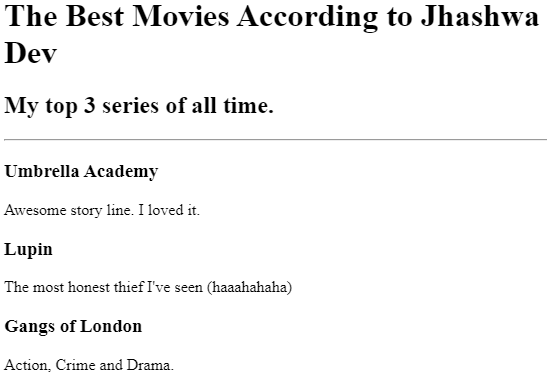 The Best Movies According to Jhashwa
Dev
My top 3 series of all time.
Umbrella Academy
Awesome story line. I loved it.
Lupin
The most honest thief I've seen (haaahahaha)
Gangs of London
Action, Crime and Drama.